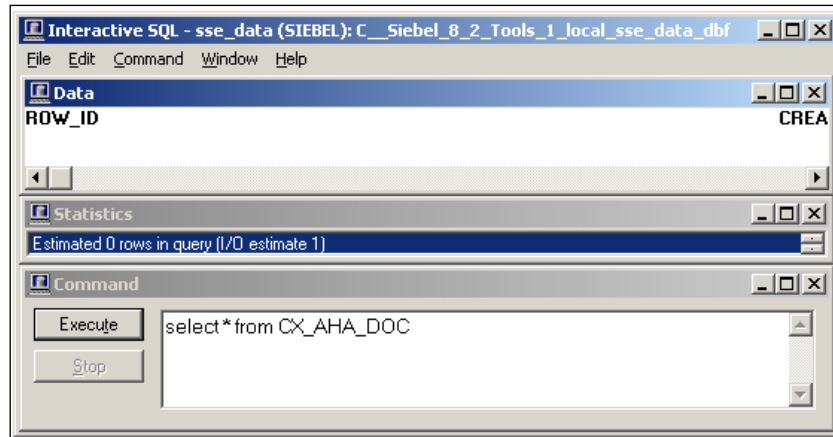 Interactive SQL - sse_data (SIEBEL): C__Siebel_8_2_Tools_1_local_sse_data_dbf
File Edit Command Window Help
Data
ROW_ID CREA
Statistics
Estimated 0 rows in query (I/O estimate 1)
Command
Execute
select * from CX_AHA_DOC
Stop